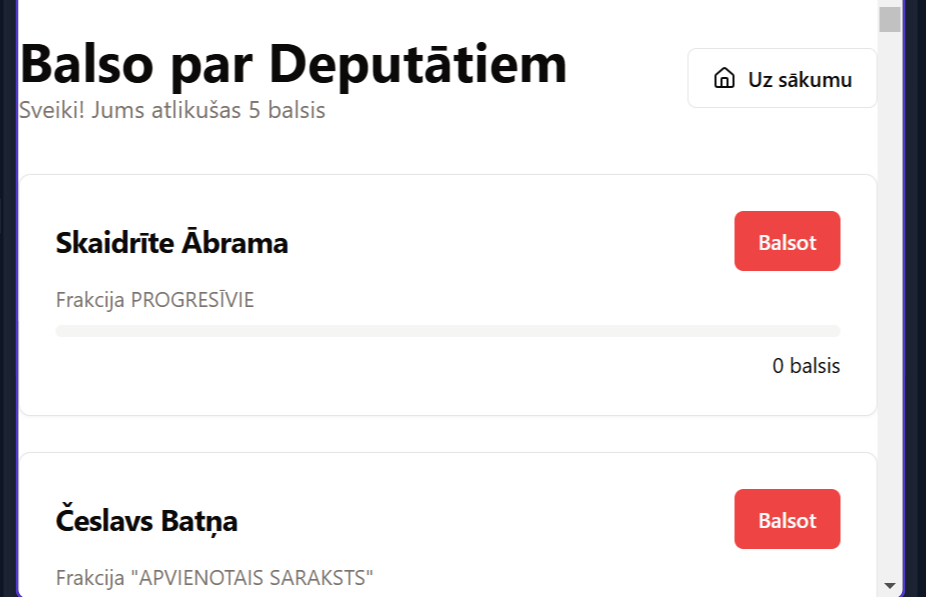 Balso par Deputātiem
Sveiki! Jums atlikušas 5 balsis
Uz sākumu
Skaidrīte Ābrama
Balsot
Frakcija PROGRESĪVIE
0 balsis
Česlavs Batņa
Balsot
Frakcija "APVIENOTAIS SARAKSTS"